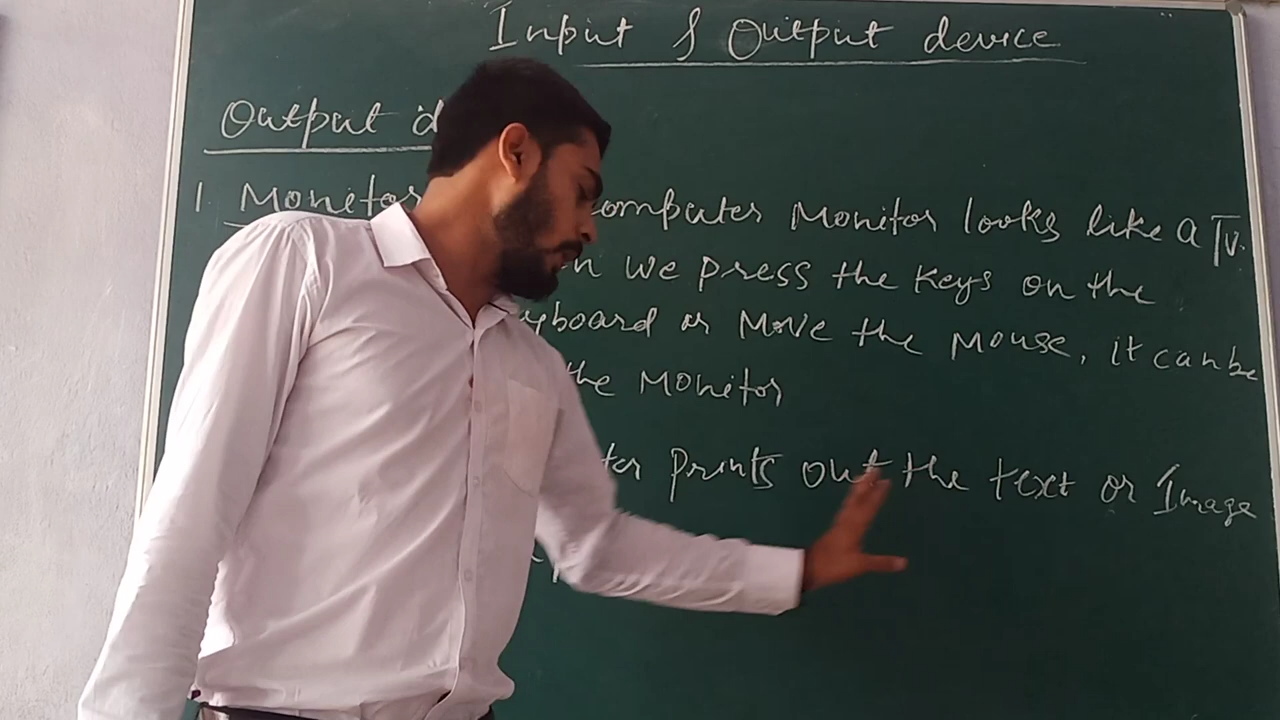 Input & Output device
Output d
1. Monitor computer Monitor looks like a Tv.
n we press the keys on the
yboard or Move the Mouse, it can be
the Monitor
ter prints out the text or Image